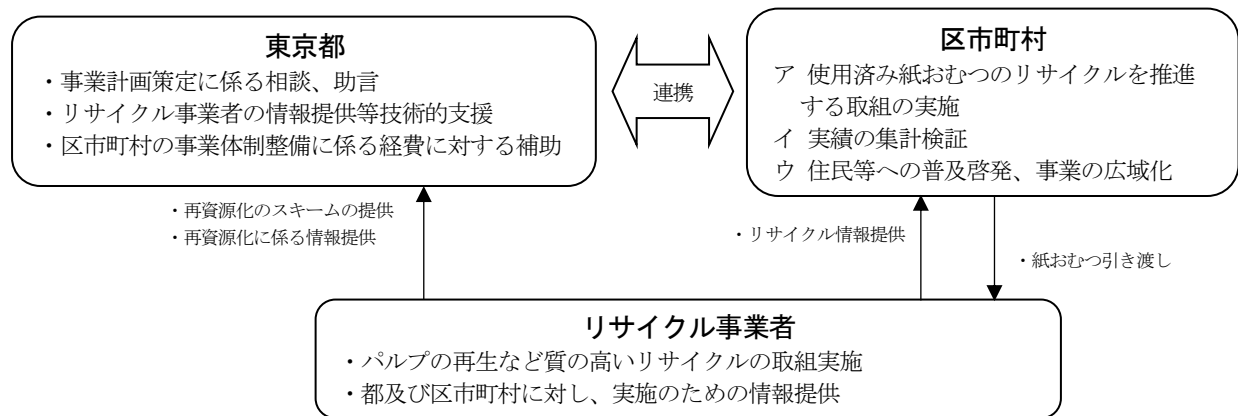 東京都
・事業計画策定に係る相談、助言
・リサイクル事業者の情報提供等技術的支援
・区市町村の事業体制整備に係る経費に対する補助
連携
区市町村
ア 使用済み紙おむつのリサイクルを推進
する取組の実施
イ 実績の集計検証
ウ 住民等への普及啓発、事業の広域化
・再資源化のスキームの提供
・再資源化に係る情報提供
・リサイクル情報提供
・紙おむつ引き渡し
リサイクル事業者
・パルプの再生など質の高いリサイクルの取組実施
・都及び区市町村に対し、実施のための情報提供